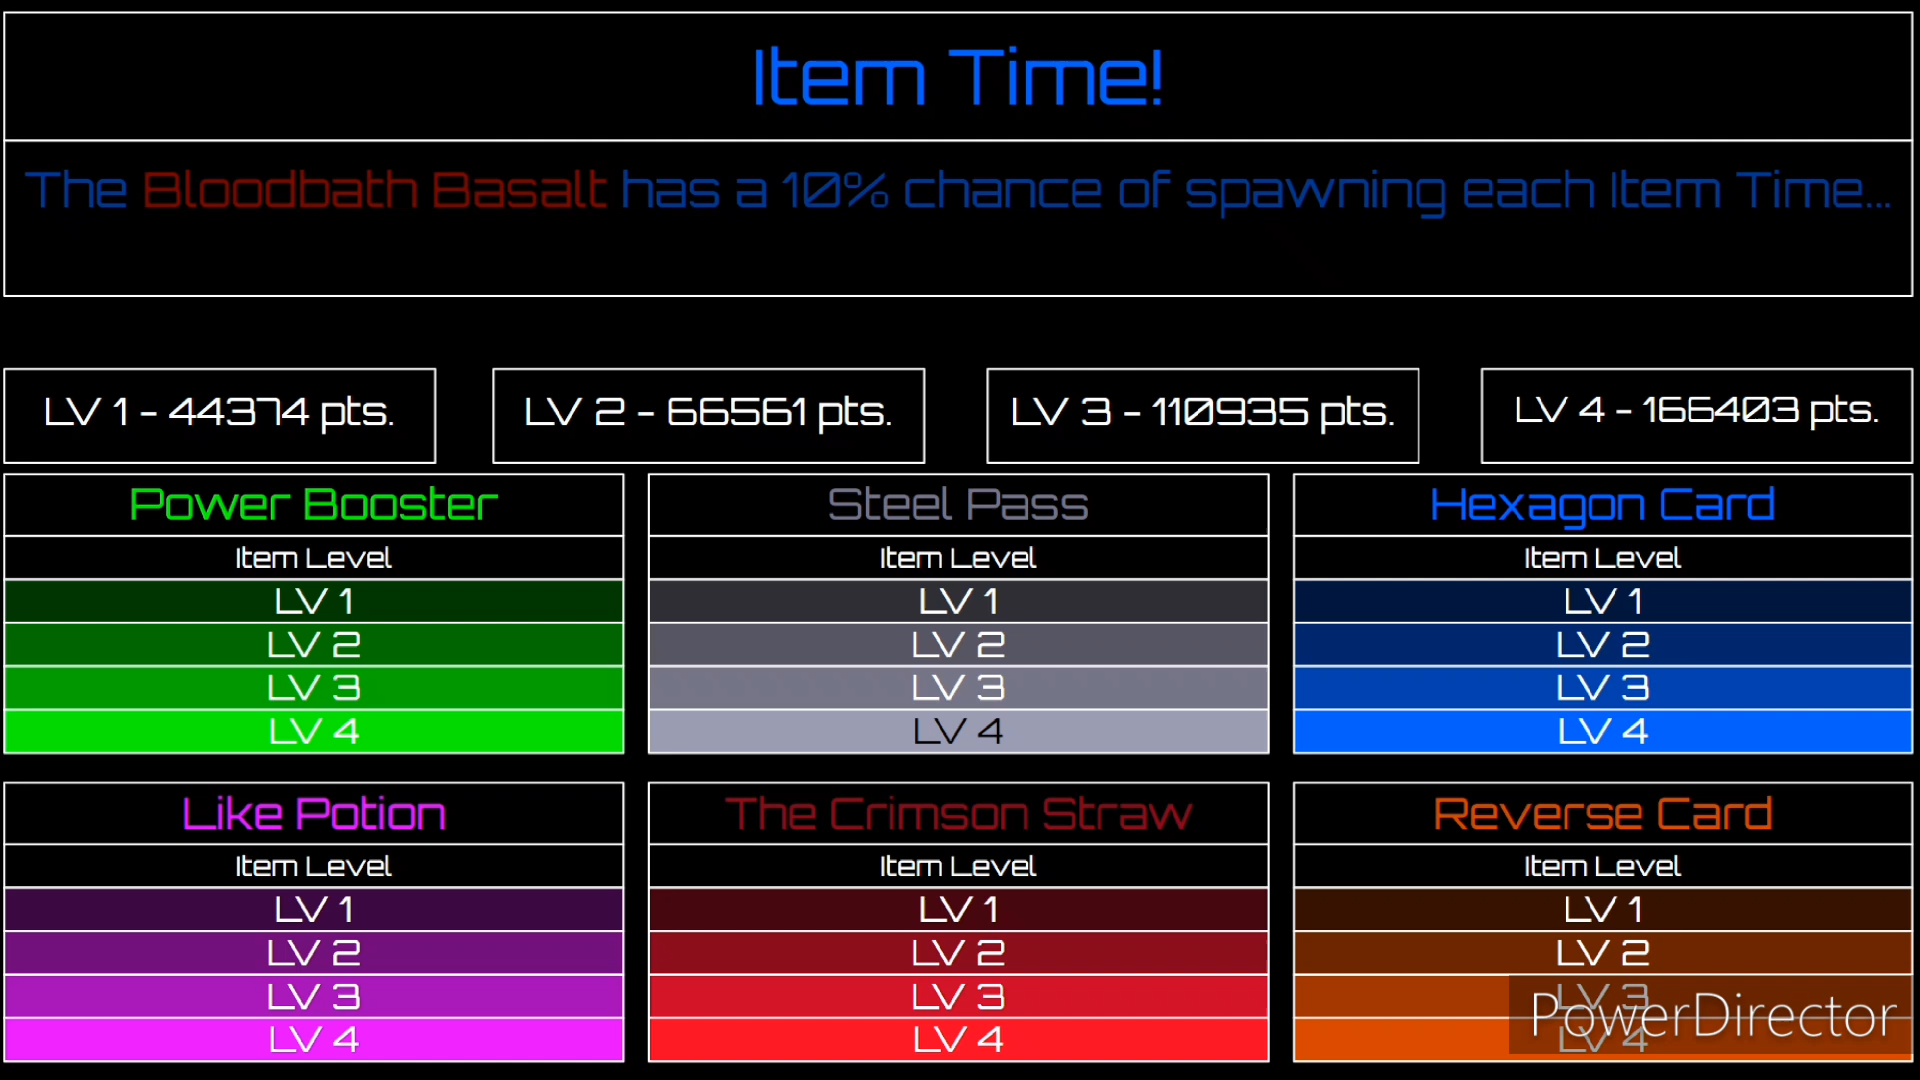 Item Time!
The Bloodbath Basalt has a 10% chance of spawning each Item Time...
LV 1 - 44374 pts.
LV 2 - 66561 pts.
LV 3 - 110935 pts.
LV 4 - 166403 pts.
Power Booster
Item Level
LV 1
LV 2
LV 3
LV 4
Steel Pass
Item Level
LV 1
LV 2
LV 3
LV 4
Hexagon Card
Item Level
LV 1
LV 2
LV 3
LV 4
Like Potion
Item Level
LV 1
LV 2
LV 3
LV 4
The Crimson Straw
Item Level
LV 1
LV 2
LV 3
LV 4
Reverse Card
Item Level
LV 1
LV 2
LV 3
LV 4
PowerDirector